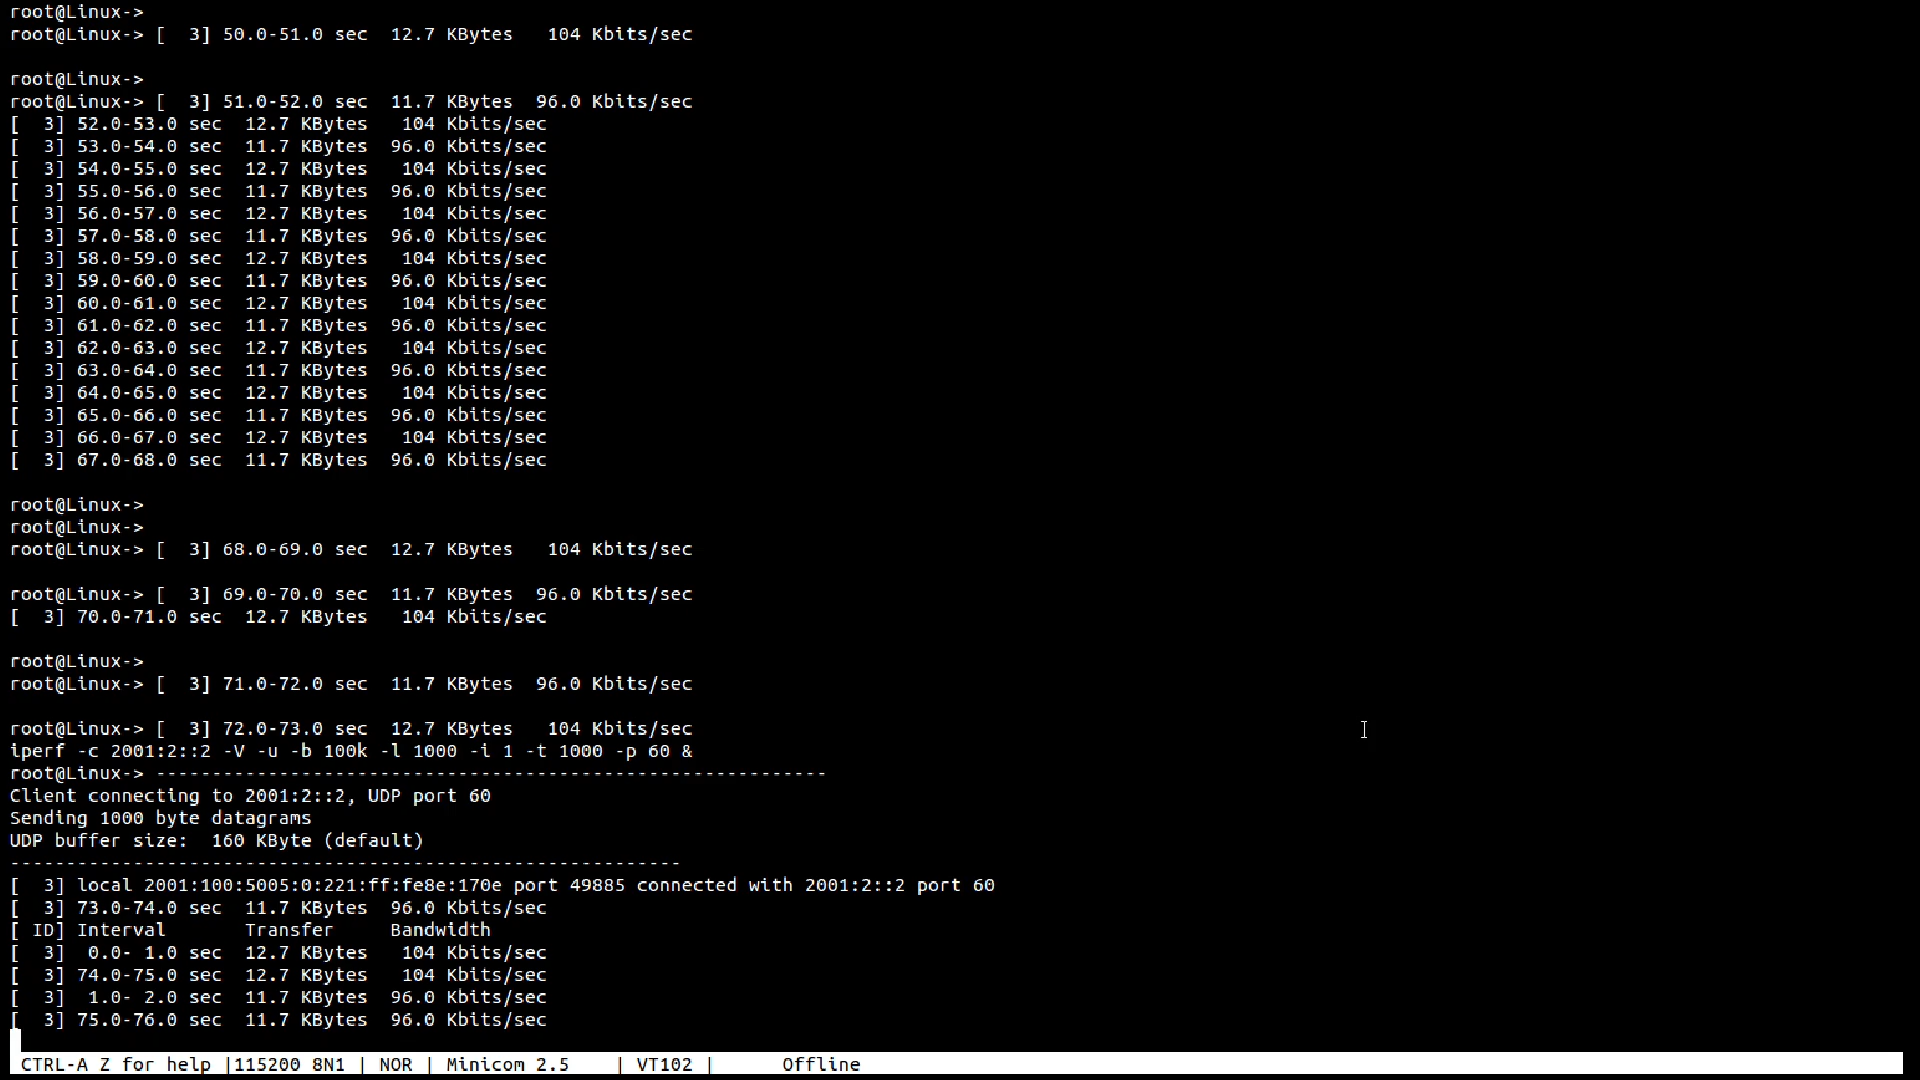 root@Linux->
root@Linux-> [  3] 50.0-51.0 sec  12.7 KBytes   104 Kbits/sec
root@Linux->
root@Linux-> [  3] 51.0-52.0 sec  11.7 KBytes  96.0 Kbits/sec
[  3] 52.0-53.0 sec  12.7 KBytes   104 Kbits/sec
[  3] 53.0-54.0 sec  11.7 KBytes  96.0 Kbits/sec
[  3] 54.0-55.0 sec  12.7 KBytes   104 Kbits/sec
[  3] 55.0-56.0 sec  11.7 KBytes  96.0 Kbits/sec
[  3] 56.0-57.0 sec  12.7 KBytes   104 Kbits/sec
[  3] 57.0-58.0 sec  11.7 KBytes  96.0 Kbits/sec
[  3] 58.0-59.0 sec  12.7 KBytes   104 Kbits/sec
[  3] 59.0-60.0 sec  11.7 KBytes  96.0 Kbits/sec
[  3] 60.0-61.0 sec  12.7 KBytes   104 Kbits/sec
[  3] 61.0-62.0 sec  11.7 KBytes  96.0 Kbits/sec
[  3] 62.0-63.0 sec  12.7 KBytes   104 Kbits/sec
[  3] 63.0-64.0 sec  11.7 KBytes  96.0 Kbits/sec
[  3] 64.0-65.0 sec  12.7 KBytes   104 Kbits/sec
[  3] 65.0-66.0 sec  11.7 KBytes  96.0 Kbits/sec
[  3] 66.0-67.0 sec  12.7 KBytes   104 Kbits/sec
[  3] 67.0-68.0 sec  11.7 KBytes  96.0 Kbits/sec
root@Linux->
root@Linux->
root@Linux-> [  3] 68.0-69.0 sec  12.7 KBytes   104 Kbits/sec
root@Linux-> [  3] 69.0-70.0 sec  11.7 KBytes  96.0 Kbits/sec
[  3] 70.0-71.0 sec  12.7 KBytes   104 Kbits/sec
root@Linux->
root@Linux-> [  3] 71.0-72.0 sec  11.7 KBytes  96.0 Kbits/sec
root@Linux-> [  3] 72.0-73.0 sec  12.7 KBytes   104 Kbits/sec
iperf -c 2001:2::2 -V -u -b 100k -l 1000 -i 1 -t 1000 -p 60 &
root@Linux-> ------------------------------------------------------------
Client connecting to 2001:2::2, UDP port 60
Sending 1000 byte datagrams
UDP buffer size:  160 KByte (default)
------------------------------------------------------------
[  3] local 2001:100:5005:0:221:ff:fe8e:170e port 49885 connected with 2001:2::2 port 60
[  3] 73.0-74.0 sec  11.7 KBytes  96.0 Kbits/sec
[ ID] Interval       Transfer     Bandwidth
[  3]  0.0- 1.0 sec  12.7 KBytes   104 Kbits/sec
[  3] 74.0-75.0 sec  12.7 KBytes   104 Kbits/sec
[  3]  1.0- 2.0 sec  11.7 KBytes  96.0 Kbits/sec
[  3] 75.0-76.0 sec  11.7 KBytes  96.0 Kbits/sec
CTRL-A Z for help |115200 8N1 | NOR | Minicom 2.5    | VT102 |      Offline